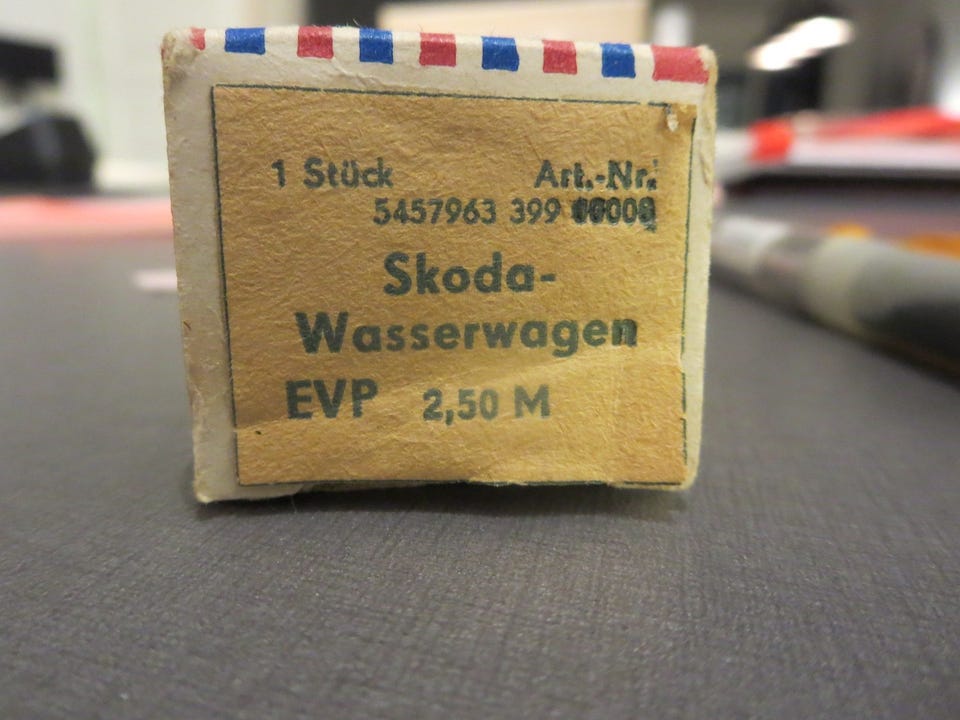 1 Stück Art.-Nr.
5457963 399
Skoda-
Wasserwagen
EVP 2,50 M